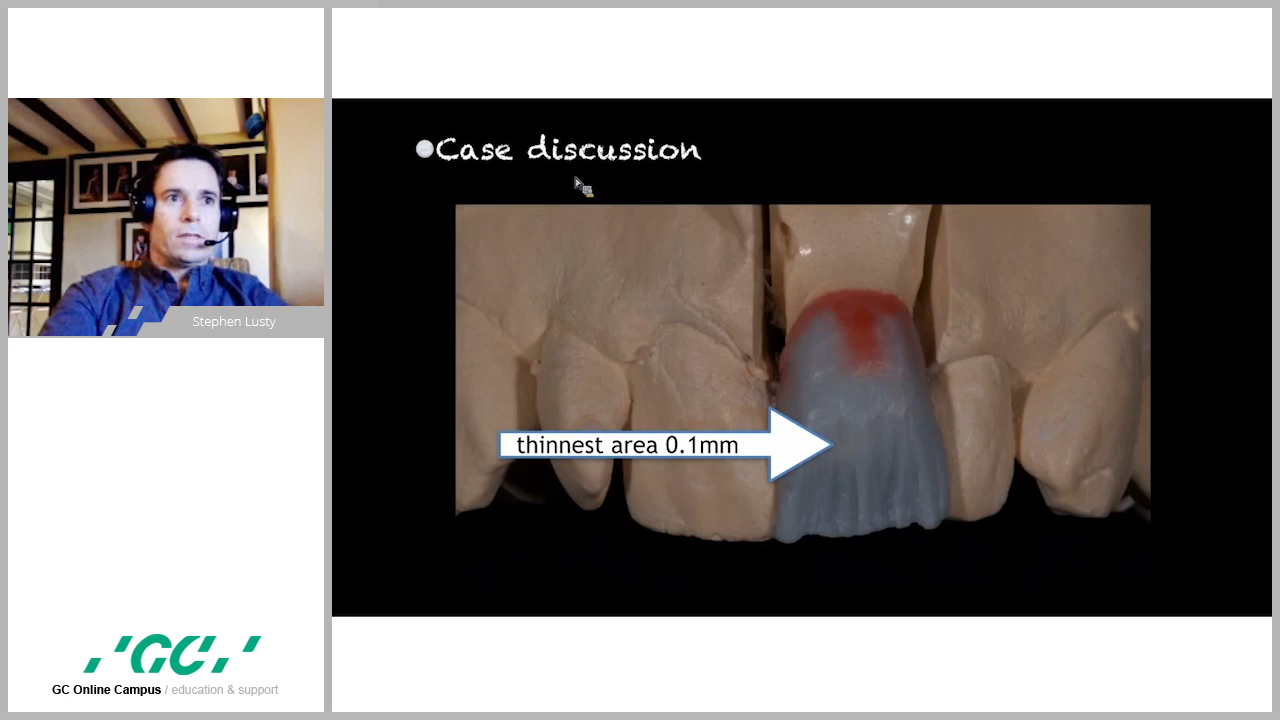 Case discussion
thinnest area 0.1mm
Stephen Lusty
GC
GC Online Campus / education & support